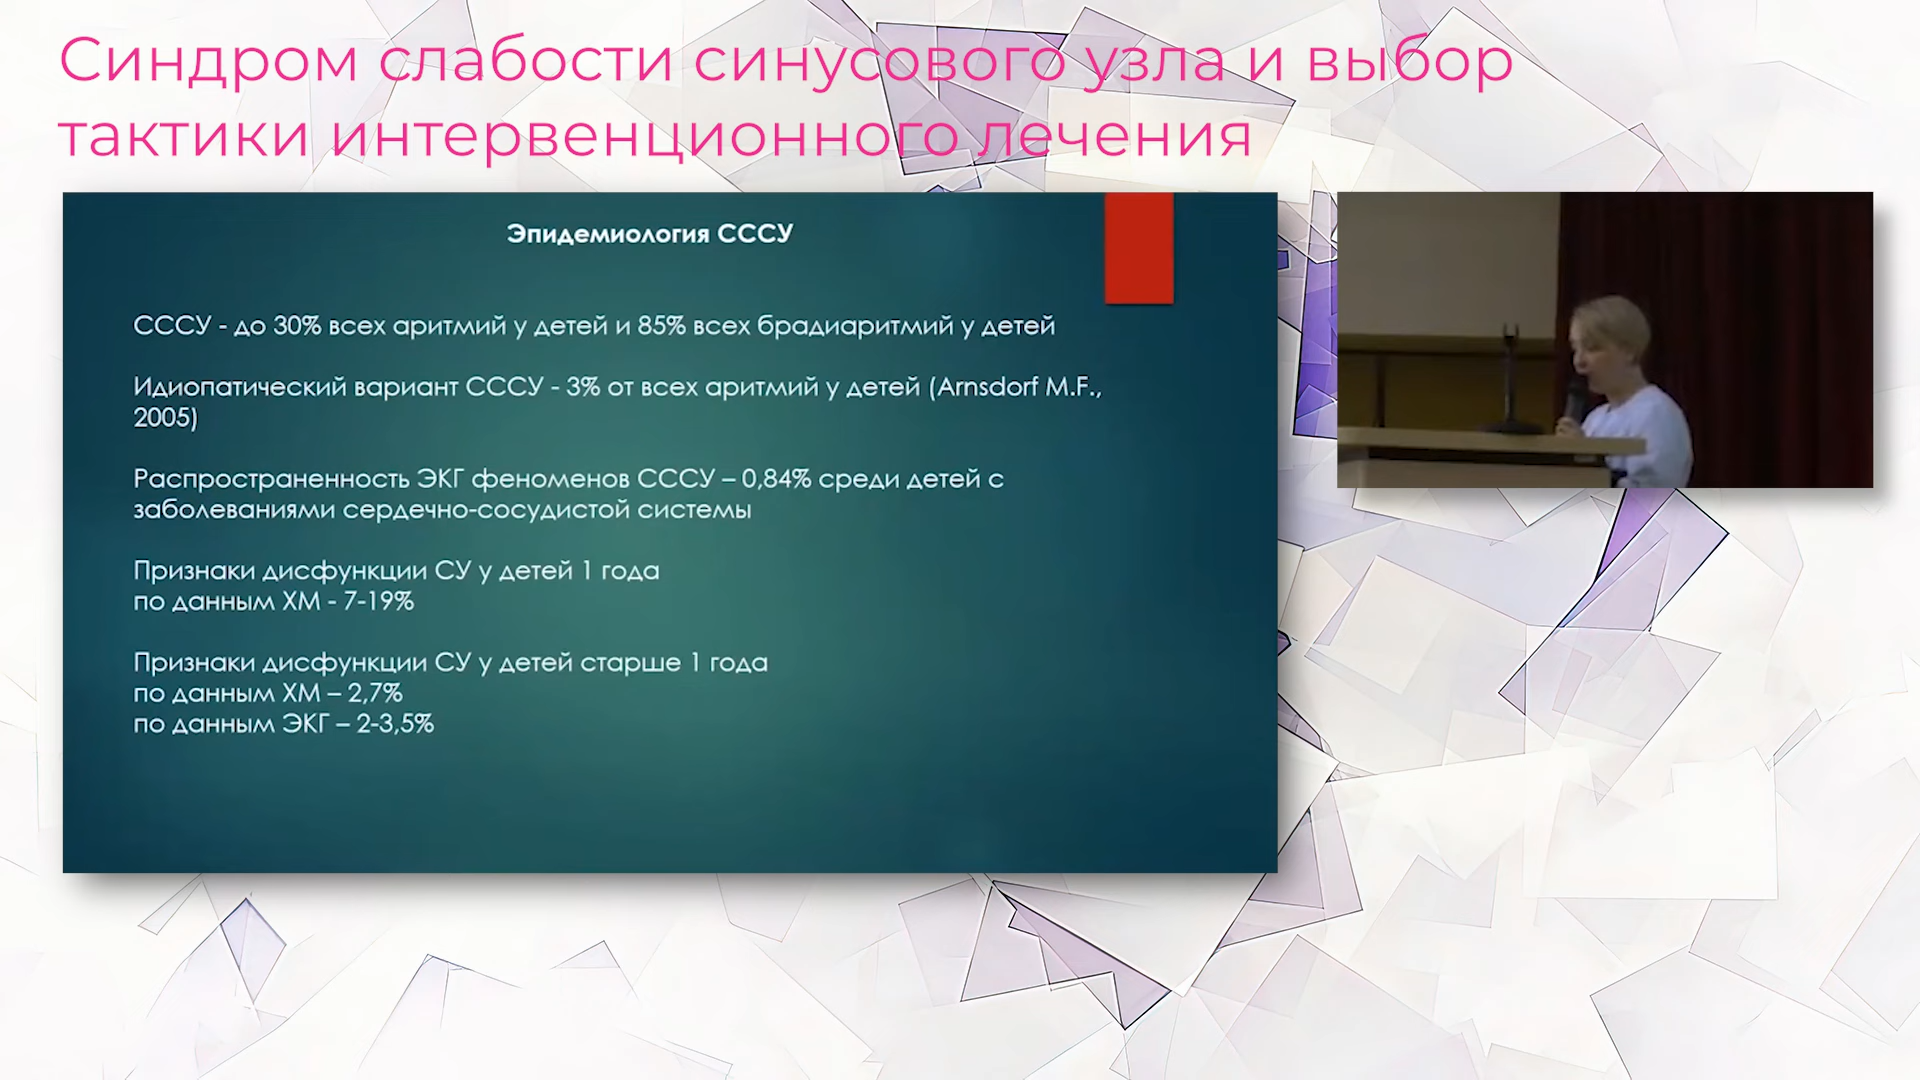 Синдром слабости синусового узла и выбор
тактики интервенционного лечения
Эпидемиология СССУ
СССУ - до 30% всех аритмий у детей и 85% всех брадиаритмий у детей
Идиопатический вариант СССУ - 3% от всех аритмий у детей (Arnsdorf M.F.,
2005)
Распространенность ЭКГ феноменов СССУ – 0,84% среди детей с
заболеваниями сердечно-сосудистой системы
Признаки дисфункции СУ у детей 1 года
по данным ХМ - 7-19%
Признаки дисфункции СУ у детей старше 1 года
по данным ХМ – 2,7%
по данным ЭКГ – 2-3,5%